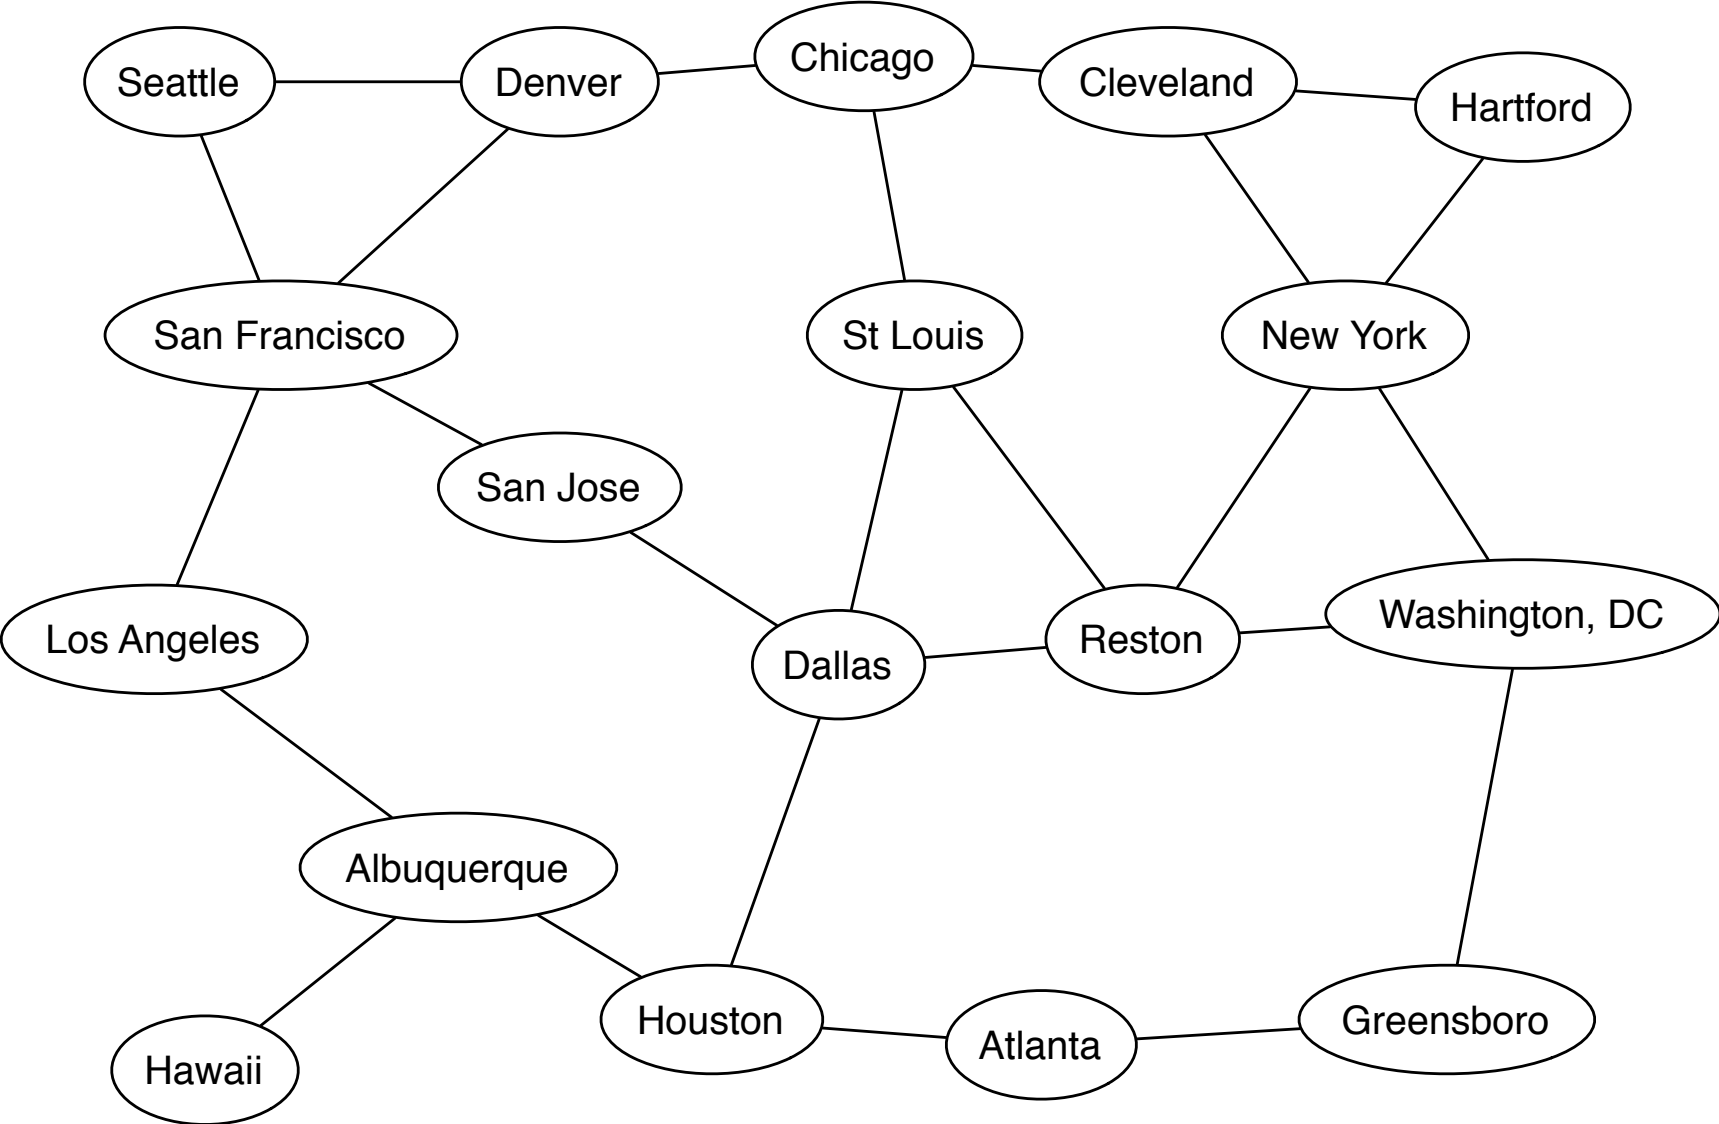 Seattle
Denver
Chicago
Cleveland
Hartford
San Francisco
St Louis
New York
San Jose
Los Angeles
Dallas
Reston
Washington, DC
Albuquerque
Hawaii
Houston
Atlanta
Greensboro